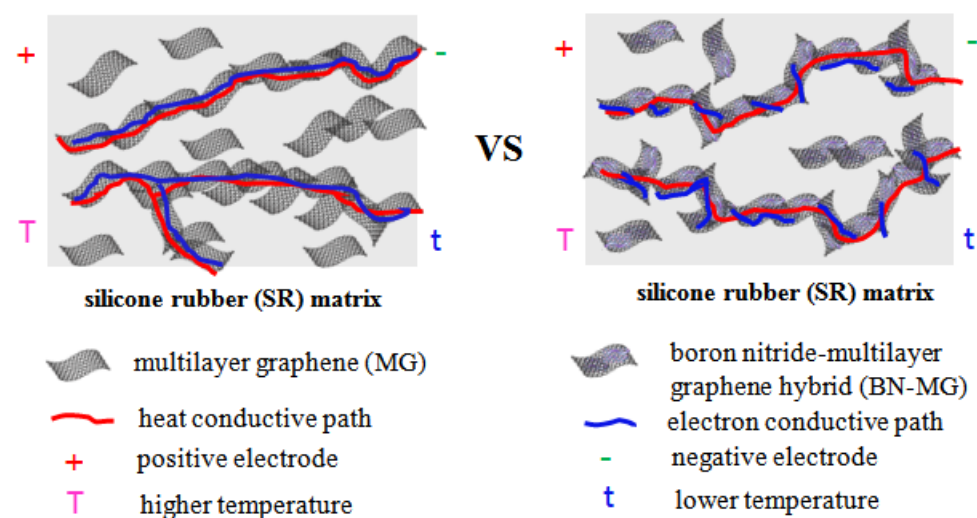 +
-
T
t
silicone rubber (SR) matrix
VS
+
-
T
t
silicone rubber (SR) matrix
multilayer graphene (MG)
heat conductive path
+ positive electrode
T higher temperature
boron nitride-multilayer
graphene hybrid (BN-MG)
electron conductive path
- negative electrode
t lower temperature